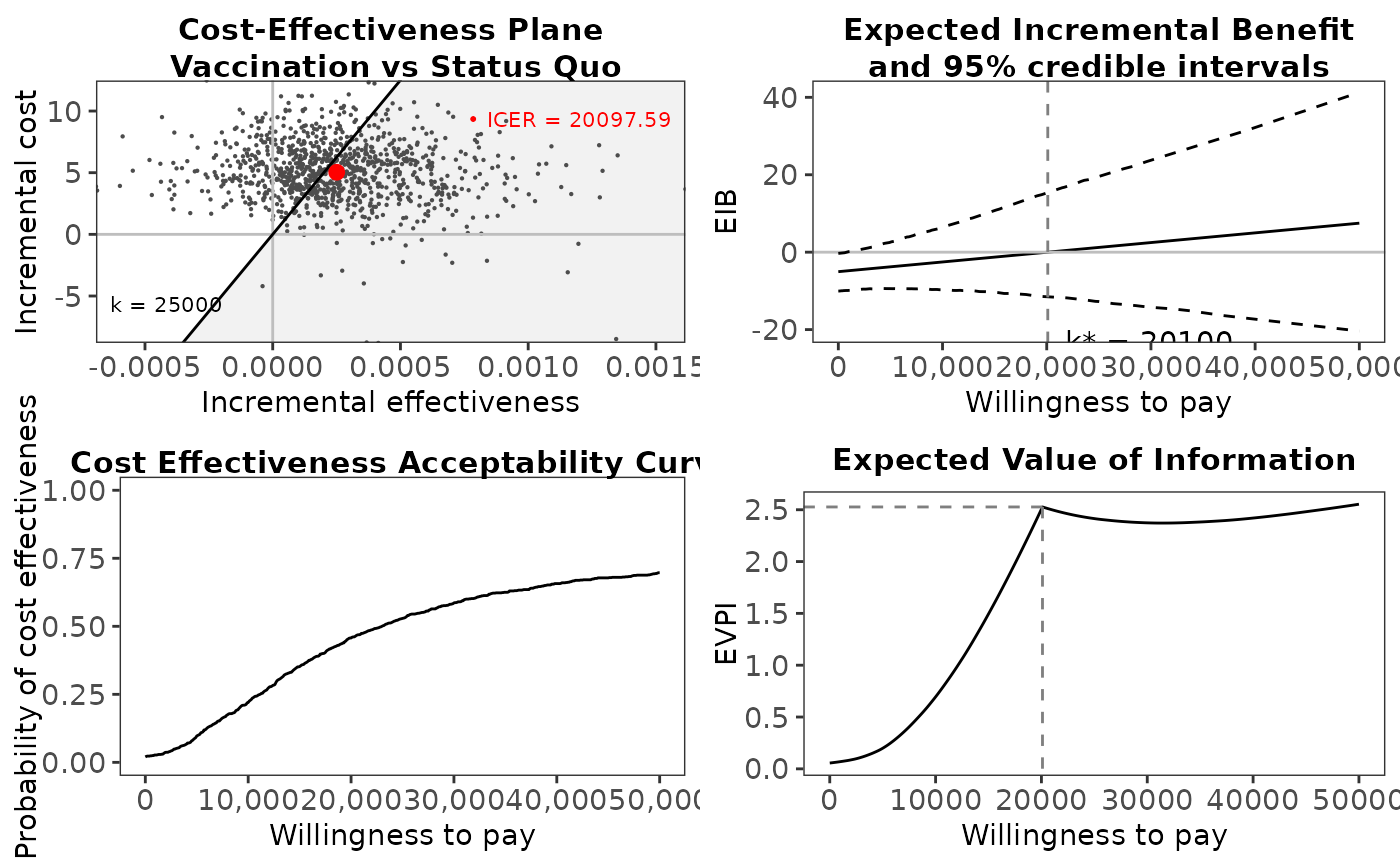 Cost-Effectiveness Plane
Vaccination vs Status Quo
Incremental cost
10
5
0
-5
• ICER = 20097.59
k = 25000
-0.0005 0.0000 0.0005 0.0010 0.0015
Incremental effectiveness
Expected Incremental Benefit
and 95% credible intervals
EIB
40
20
0
-20
k* = 20100
0 10,000 20,000 30,000 40,000 50,000
Willingness to pay
Cost Effectiveness Acceptability Curv
Probability of cost effectiveness
1.00
0.75
0.50
0.25
0.00
0 10,000 20,000 30,000 40,000 50,000
Willingness to pay
Expected Value of Information
EVPI
2.5
2.0
1.5
1.0
0.5
0.0
0 10000 20000 30000 40000 50000
Willingness to pay